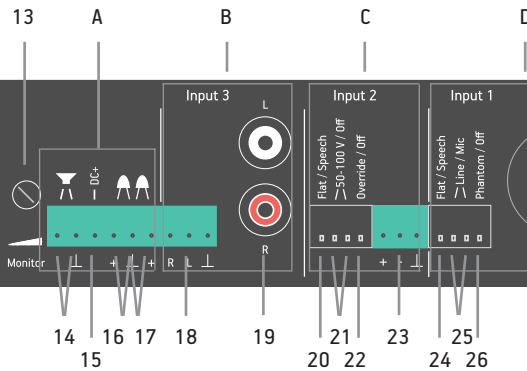 13 A B C D
Input 3 Input 2 Input 1
L
DC+
Flat / Speech
50-100 V / Off
Override / Off
Flat / Speech
Line / Mic
Phantom / Off
Monitor + ⊥ + R L ⊥ R + - ⊥
14 16 17 18 19 21 23 25
15 20 22 24 26